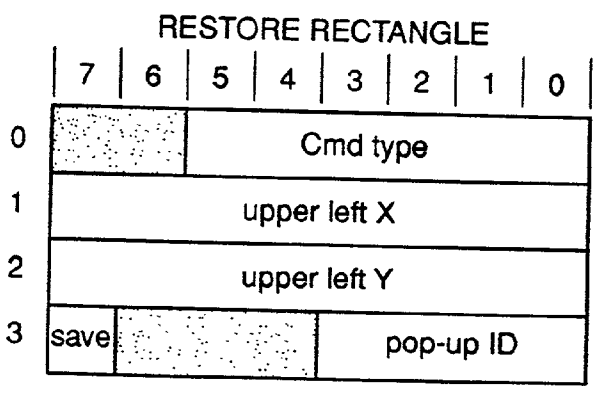 RESTORE RECTANGLE
7 6 5 4 3 2 1 0
0 Cmd type
1 upper left X
2 upper left Y
3 save pop-up ID